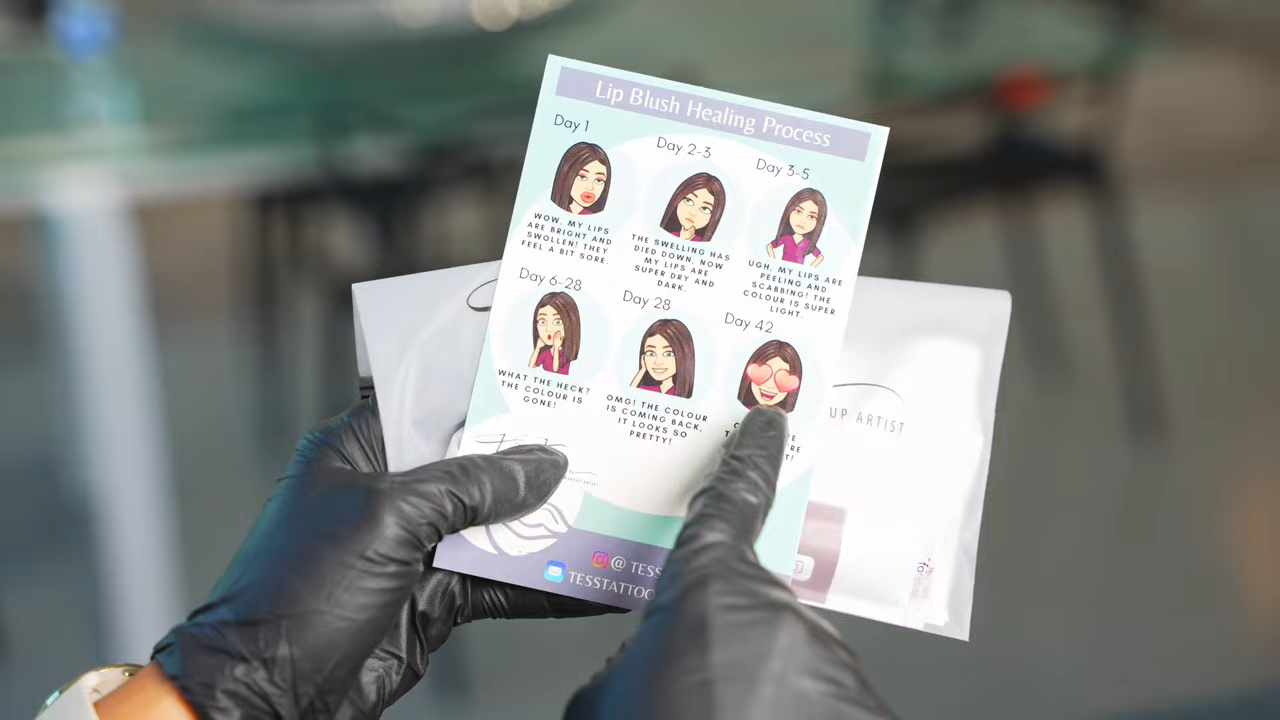 Lip Blush Healing Process
Day 1
WOW, MY LIPS
ARE BRIGHT AND
SWOLLEN! THEY
FEEL A BIT SORE.
Day 2-3
THE SWELLING HAS
DIED DOWN. NOW
MY LIPS ARE
SUPER DRY AND
DARK.
Day 3-5
UGH, MY LIPS ARE
PEELING AND
SCABBING! THE
COLOUR IS SUPER
LIGHT.
Day 6-28
WHAT THE HECK?
THE COLOUR IS
GONE!
Day 28
OMG! THE COLOUR
IS COMING BACK,
IT LOOKS SO
PRETTY!
Day 42
@ TESS
TESSTATTOO
UP ARTIST